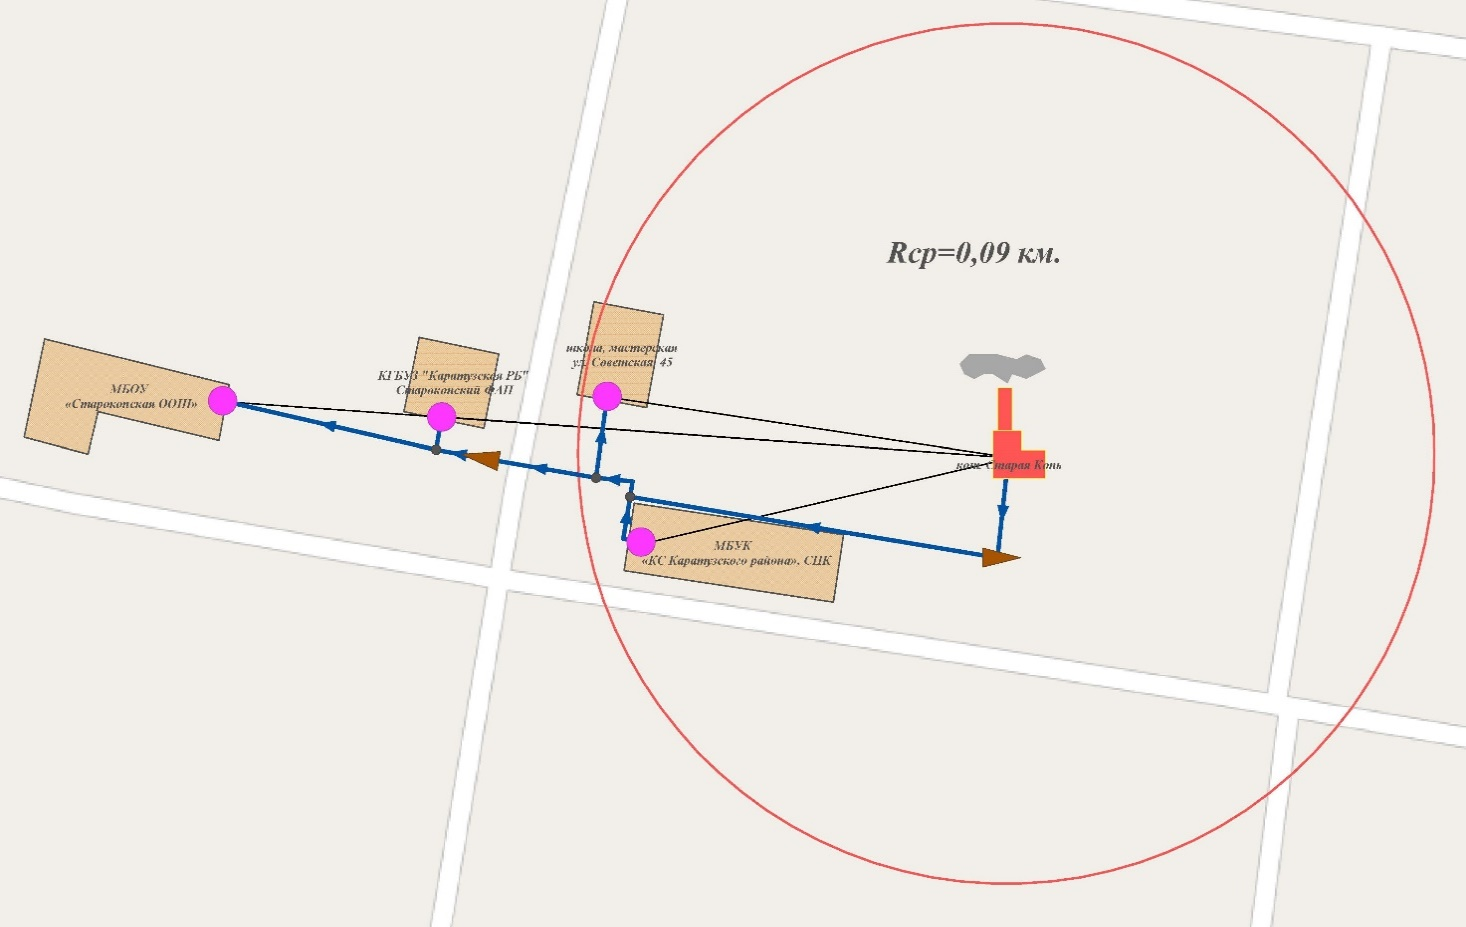 Rср=0,09 км.
школа, мастерская
ул. Советская, 45
КГБУЗ "Каратузская РБ"
Старокопский ФАП
МБОУ
«Старокопская ООШ»
кот. Старая Копь
МБУК
«КС Каратузского района». СЦК